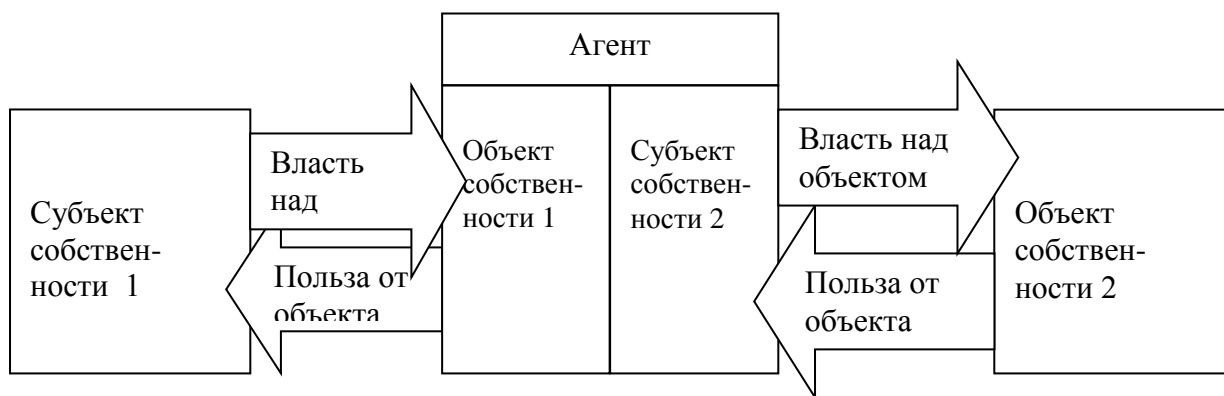 Агент
Субъект
собствен-
ности 1
Власть
над
Польза от
объекта
Объект
собствен-
ности 1
Субъект
собствен-
ности 2
Власть над
объектом
Польза от
объекта
Объект
собствен-
ности 2